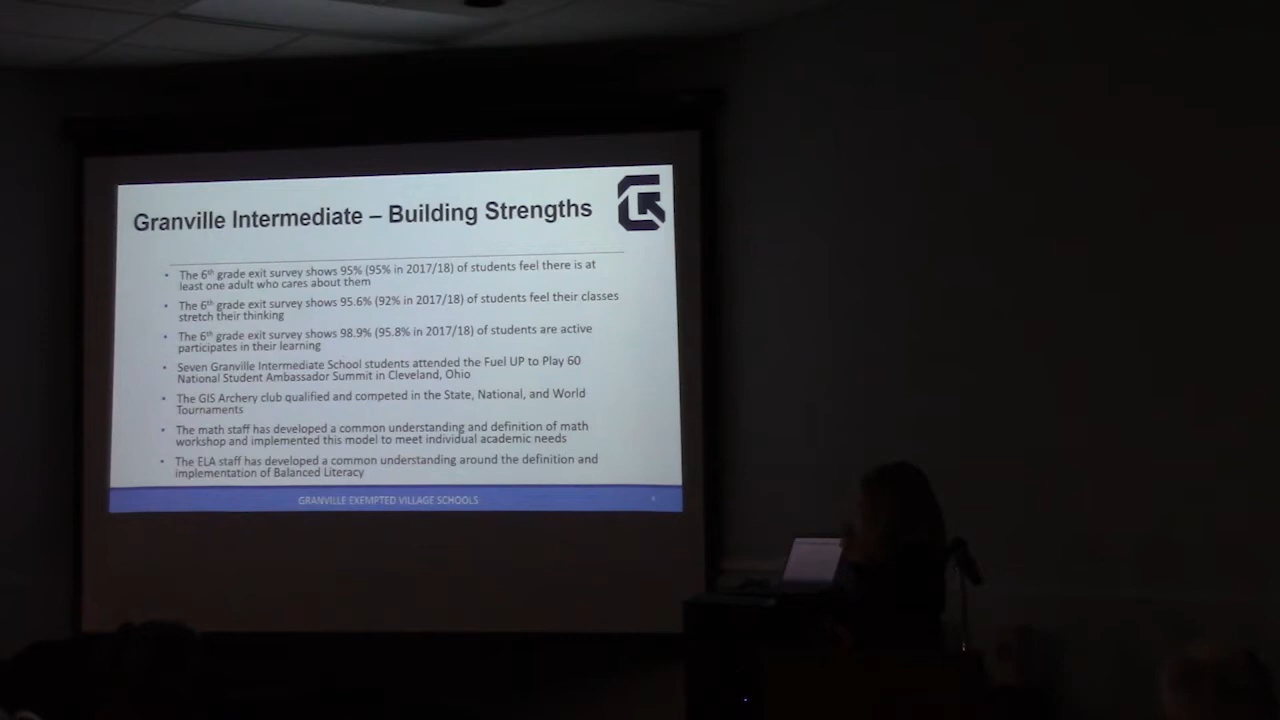 Granville Intermediate – Building Strengths
• The 6th grade exit survey shows 95% (95% in 2017/18) of students feel there is at
least one adult who cares about them
• The 6th grade exit survey shows 95.6% (92% in 2017/18) of students feel their classes
stretch their thinking
• The 6th grade exit survey shows 98.9% (95.8% in 2017/18) of students are active
participates in their learning
• Seven Granville Intermediate School students attended the Fuel UP to Play 60
National Student Ambassador Summit in Cleveland, Ohio
• The GIS Archery club qualified and competed in the State, National, and World
Tournaments
• The math staff has developed a common understanding and definition of math
workshop and implemented this model to meet individual academic needs
• The ELA staff has developed a common understanding around the definition and
implementation of Balanced Literacy
GRANVILLE EXEMPTED VILLAGE SCHOOLS